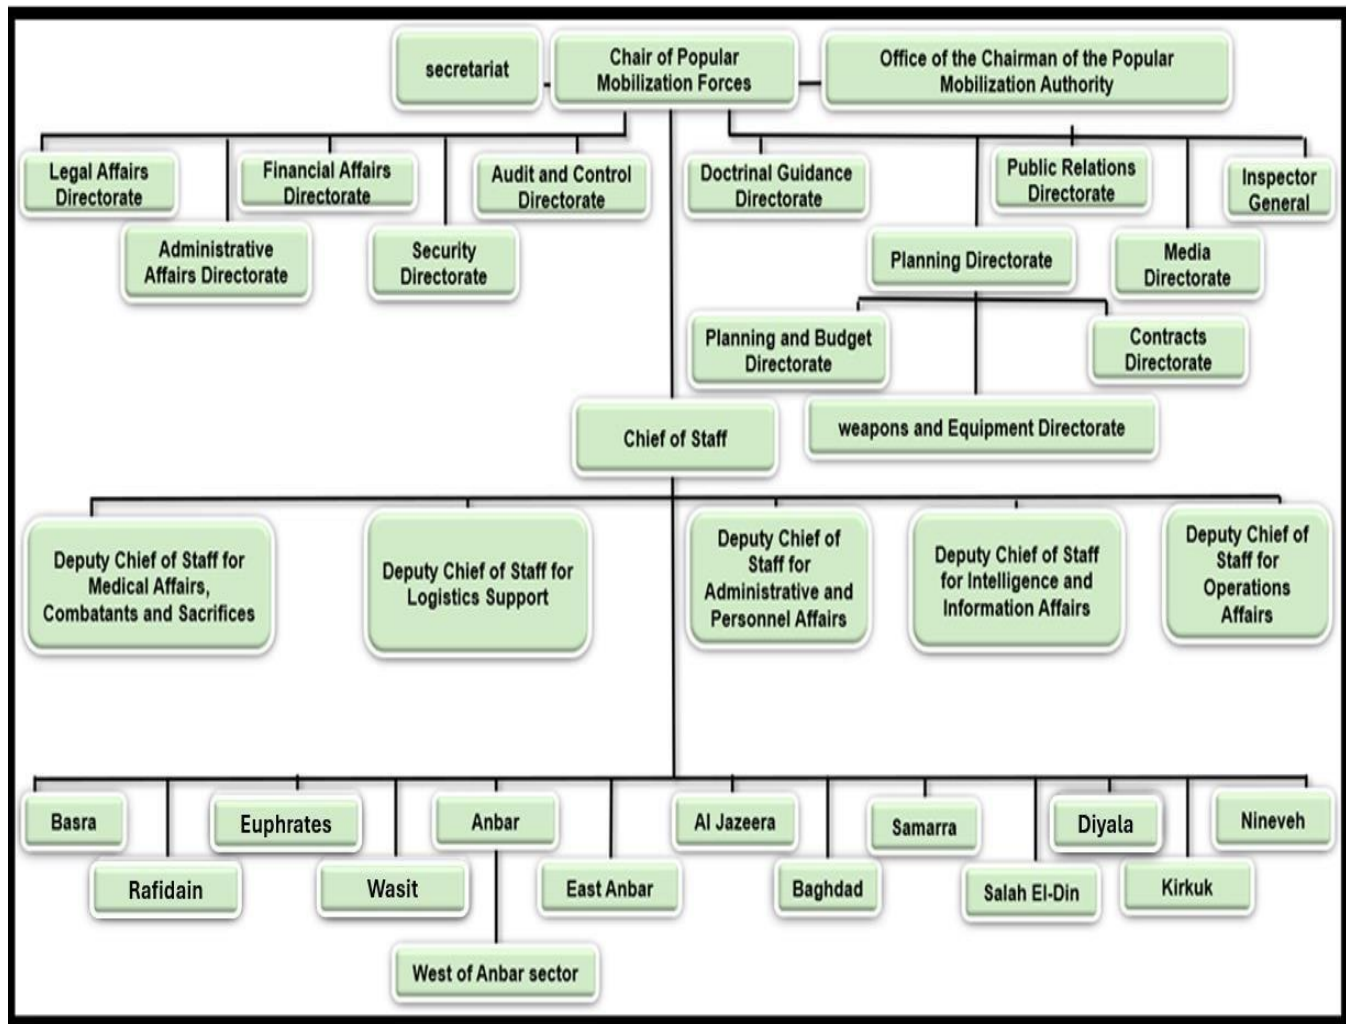 secretariat
Chair of Popular
Mobilization Forces
Office of the Chairman of the Popular
Mobilization Authority
Legal Affairs
Directorate
Financial Affairs
Directorate
Audit and Control
Directorate
Doctrinal Guidance
Directorate
Public Relations
Directorate
Inspector
General
Administrative
Affairs Directorate
Security
Directorate
Planning Directorate
Media
Directorate
Planning and Budget
Directorate
Contracts
Directorate
Chief of Staff
weapons and Equipment Directorate
Deputy Chief of Staff for
Medical Affairs,
Combatants and Sacrifices
Deputy Chief of Staff for
Logistics Support
Deputy Chief of
Staff for
Administrative and
Personnel Affairs
Deputy Chief of Staff
for Intelligence and
Information Affairs
Deputy Chief of
Staff for
Operations
Affairs
Basra
Euphrates
Anbar
Al Jazeera
Samarra
Diyala
Nineveh
Rafidain
Wasit
East Anbar
Baghdad
Salah El-Din
Kirkuk
West of Anbar sector